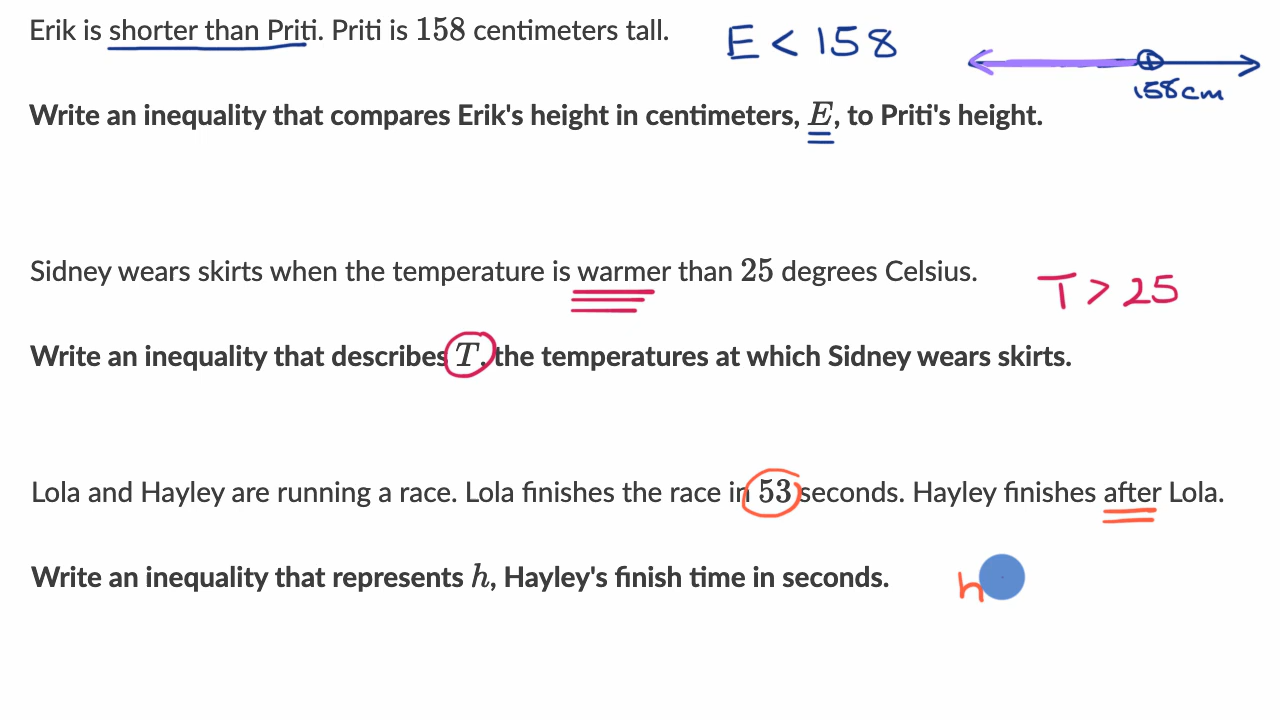 Erik is shorter than Priti. Priti is 158 centimeters tall. E < 158
158cm
Write an inequality that compares Erik's height in centimeters, E, to Priti's height.
Sidney wears skirts when the temperature is warmer than 25 degrees Celsius. T > 25
Write an inequality that describes T, the temperatures at which Sidney wears skirts.
Lola and Hayley are running a race. Lola finishes the race in 53 seconds. Hayley finishes after Lola.
Write an inequality that represents h, Hayley's finish time in seconds. h